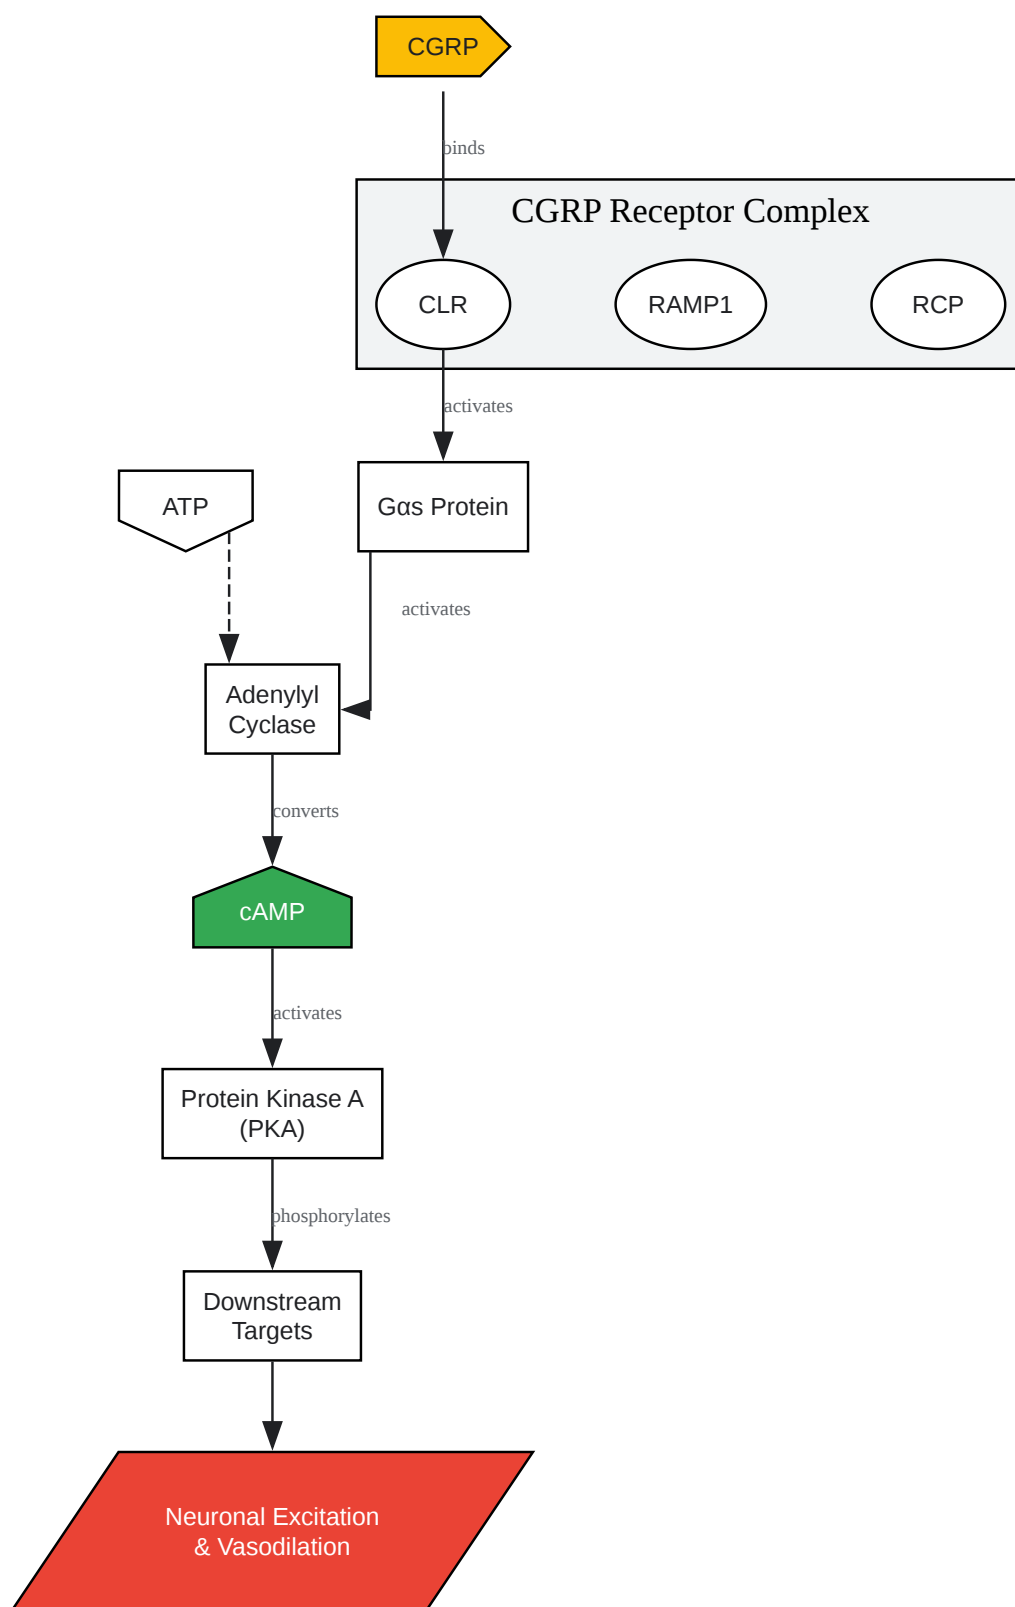 CGRP
binds
CGRP Receptor Complex
CLR
RAMP1
RCP
activates
ATP
Gαs Protein
activates
Adenylyl
Cyclase
converts
cAMP
activates
Protein Kinase A
(PKA)
phosphorylates
Downstream
Targets
Neuronal Excitation
& Vasodilation